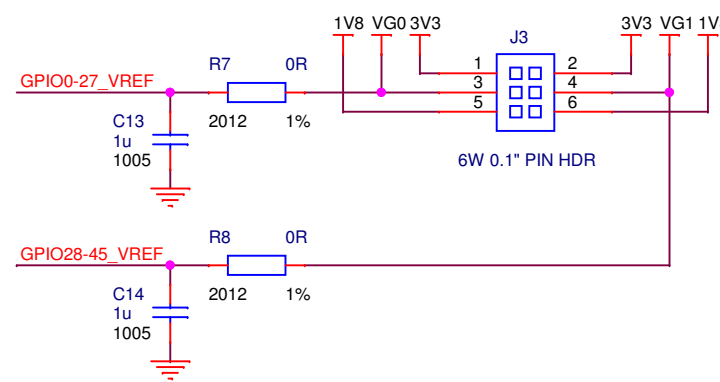 1V8 VG0 3V3
J3
3V3 VG1 1V
R7 0R
1 2
GPIO0-27_VREF
3 4
5 6
C13
1u
1005
2012 1%
6W 0.1" PIN HDR
R8 0R
GPIO28-45_VREF
C14
1u
1005
2012 1%